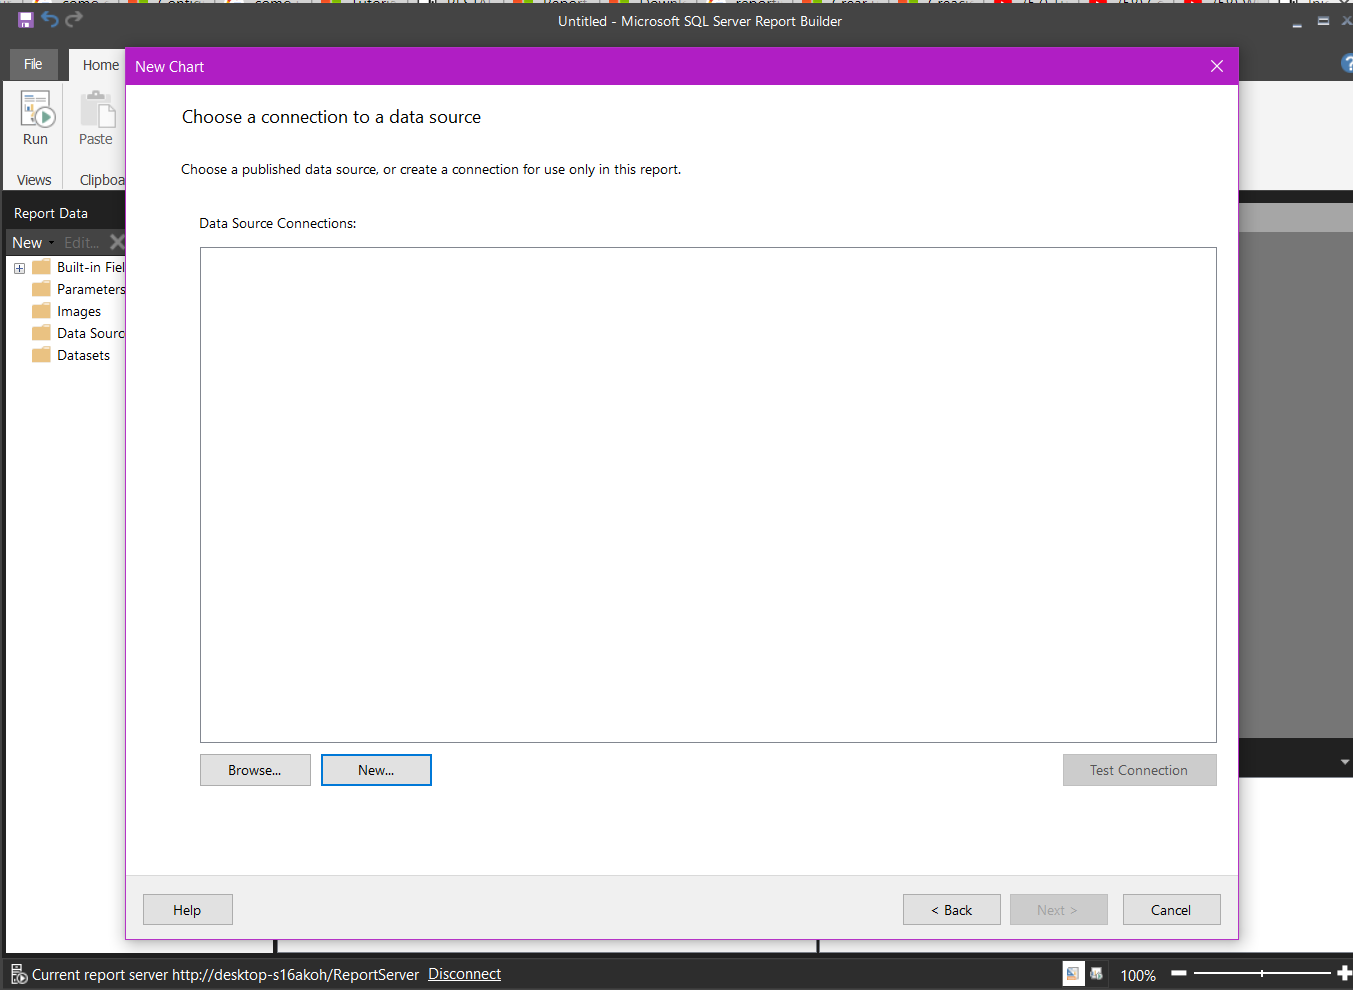 Untitled - Microsoft SQL Server Report Builder
File
Home
New Chart
Run
Paste
Views
Clipboa
Choose a connection to a data source
Choose a published data source, or create a connection for use only in this report.
Report Data
New
Edit...
Data Source Connections:
Built-in Fiel
Parameters
Images
Data Sourc
Datasets
Browse...
New...
Test Connection
Help
< Back
Next >
Cancel
Current report server http://desktop-s16akoh/ReportServer
Disconnect
100%